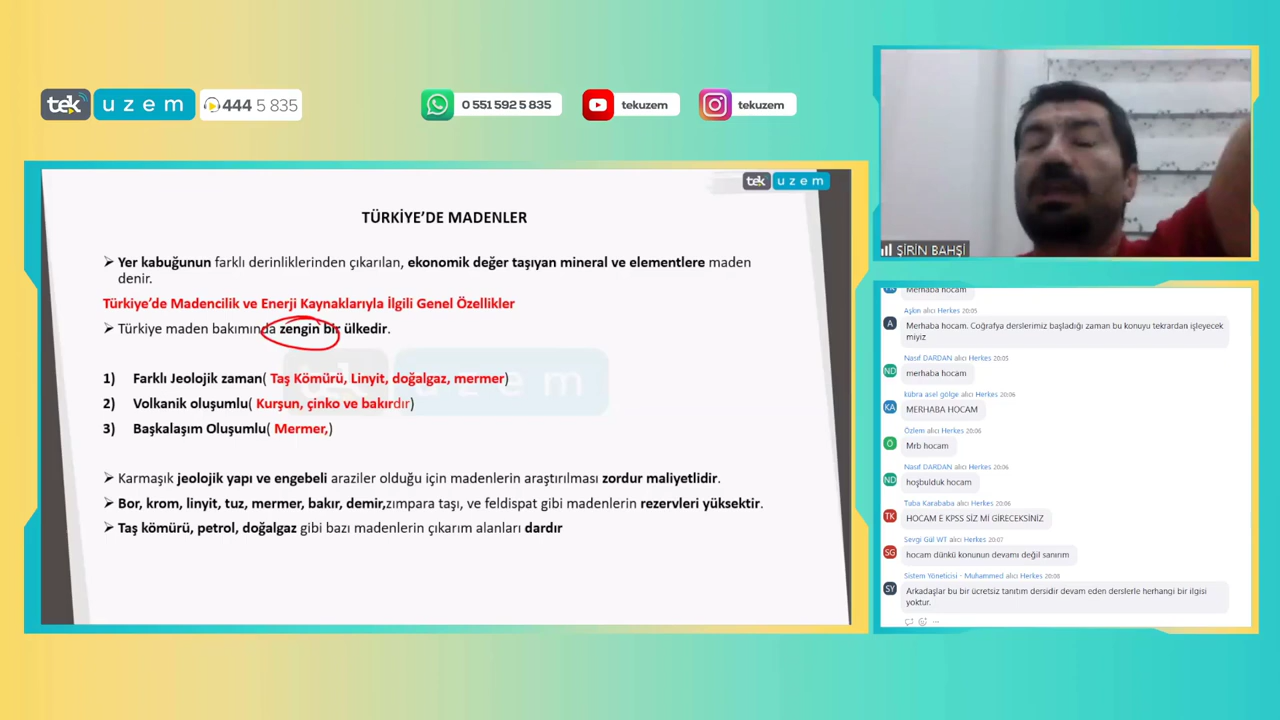 tek uzem 444 5 835
0 551 592 5 835
tekuzem
tekuzem
tek uzem
TÜRKİYE’DE MADENLER
➢ Yer kabuğunun farklı derinliklerinden çıkarılan, ekonomik değer taşıyan mineral ve elementlere maden
denir.
Türkiye’de Madencilik ve Enerji Kaynaklarıyla İlgili Genel Özellikler
➢ Türkiye maden bakımında zengin bir ülkedir.
1) Farklı Jeolojik zaman( Taş Kömürü, Linyit, doğalgaz, mermer)
2) Volkanik oluşumlu( Kurşun, çinko ve bakırdır)
3) Başkalaşım Oluşumlu( Mermer,)
➢ Karmaşık jeolojik yapı ve engebeli araziler olduğu için madenlerin araştırılması zordur maliyetlidir.
➢ Bor, krom, linyit, tuz, mermer, bakır, demir,zımpara taşı, ve feldispat gibi madenlerin rezervleri yüksektir.
➢ Taş kömürü, petrol, doğalgaz gibi bazı madenlerin çıkarım alanları dardır
ŞİRİN BAHŞİ
Merhaba hocam
Aşkın alıcı Herkes 20:05
A
Merhaba hocam. Coğrafya derslerimiz başladığı zaman bu konuyu tekrardan işleyecek
miyiz
Nasıf DARDAN alıcı Herkes 20:05
ND merhaba hocam
kübra asel gölge alıcı Herkes 20:06
KA MERHABA HOCAM
Özlem alıcı Herkes 20:06
Ö Mrb hocam
Nasıf DARDAN alıcı Herkes 20:06
ND hoşbulduk hocam
Tuba Karababa alıcı Herkes 20:06
TK HOCAM E KPSS SİZ Mİ GİRECEKSİNİZ
Sevgi Gül WT alıcı Herkes 20:07
SG hocam dünkü konunun devamı değil sanırım
Sistem Yöneticisi - Muhammed alıcı Herkes 20:08
SY Arkadaşlar bu bir ücretsiz tanıtım dersidir devam eden derslerle herhangi bir ilgisi
yoktur.